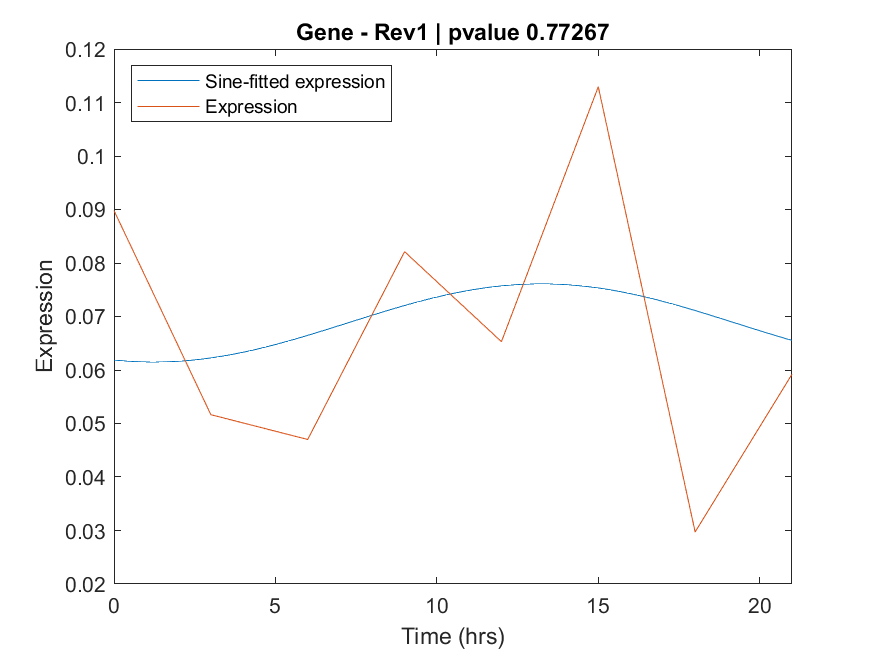 Gene - Rev1 | pvalue 0.77267
0.12
0.11
0.1
0.09
0.08
0.07
0.06
0.05
0.04
0.03
0.02
Expression
Sine-fitted expression
Expression
0 5 10 15 20
Time (hrs)